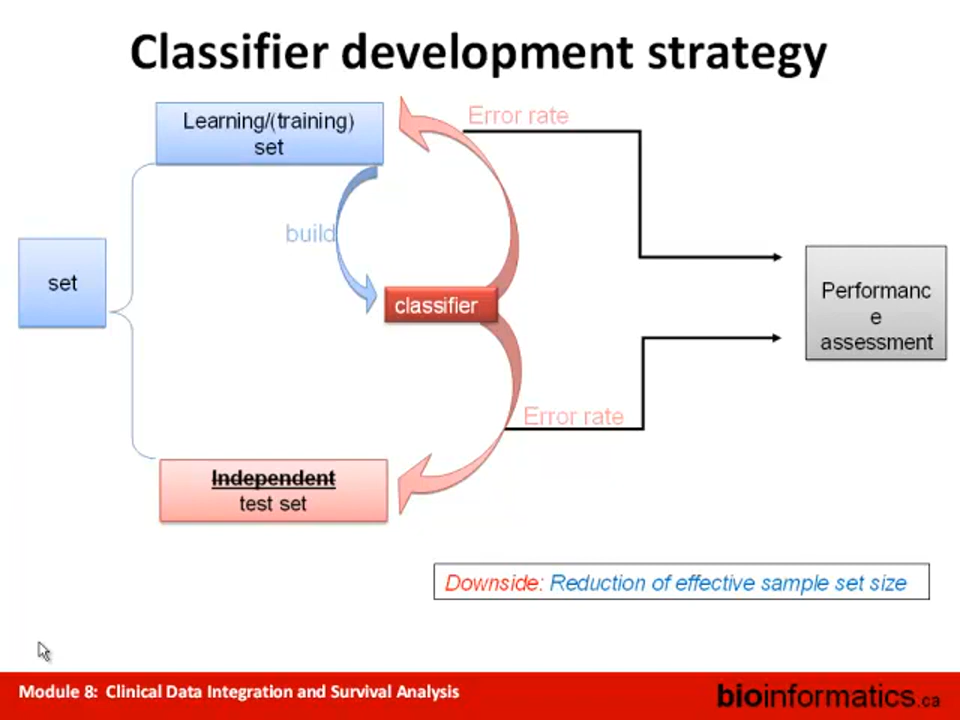 Classifier development strategy
Learning/(training)
set
Error rate
build
set
classifier
Performanc
e
assessment
Error rate
Independent
test set
Downside: Reduction of effective sample set size
Module 8: Clinical Data Integration and Survival Analysis
bioinformatics.ca